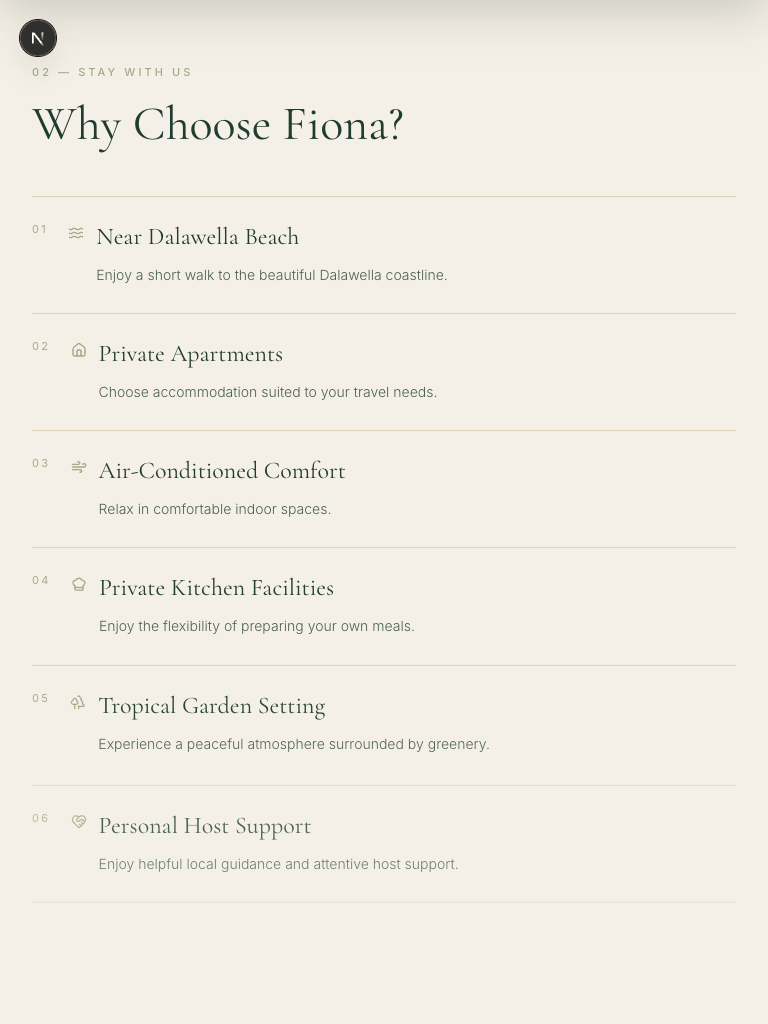 N
02 — STAY WITH US
Why Choose Fiona?
01
Near Dalawella Beach
Enjoy a short walk to the beautiful Dalawella coastline.
02
Private Apartments
Choose accommodation suited to your travel needs.
03
Air-Conditioned Comfort
Relax in comfortable indoor spaces.
04
Private Kitchen Facilities
Enjoy the flexibility of preparing your own meals.
05
Tropical Garden Setting
Experience a peaceful atmosphere surrounded by greenery.
06
Personal Host Support
Enjoy helpful local guidance and attentive host support.